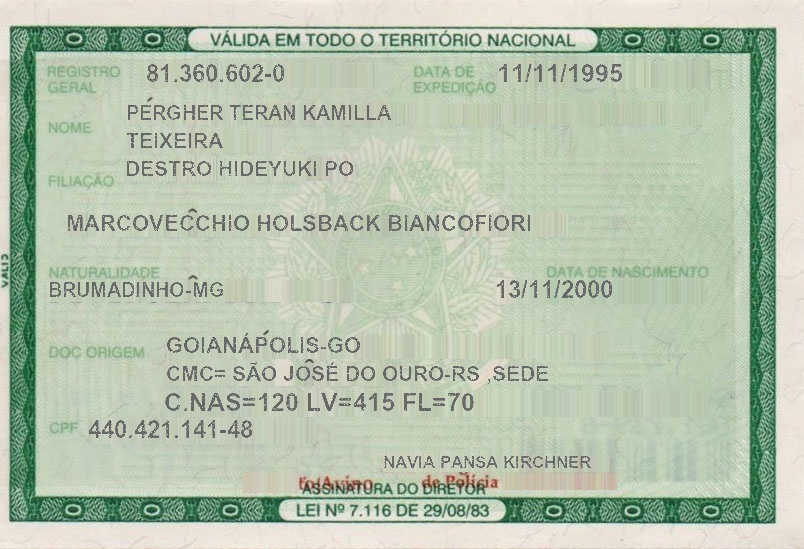 VÁLIDA EM TODO O TERRITÓRIO NACIONAL
REGISTRO GERAL 81.360.602-0 DATA DE EXPEDIÇÃO 11/11/1995
NOME PÉRGHER TERAN KAMILLA
TEIXEIRA
FILIAÇÃO DESTRO HIDEYUKI PO
MARCOVECCHIO HOLSBACK BIANCOFIORI
NATURALIDADE DATA DE NASCIMENTO
BRUMADINHO-MG 13/11/2000
DOC ORIGEM GOIANÁPOLIS-GO
CMC= SÃO JOSÉ DO OURO-RS ,SEDE
C.NAS=120 LV=415 FL=70
CPF 440.421.141-48
NAVIA PANSA KIRCHNER
de Polícia
ASSINATURA DO DIRETOR
LEI Nº 7.116 DE 29/08/83